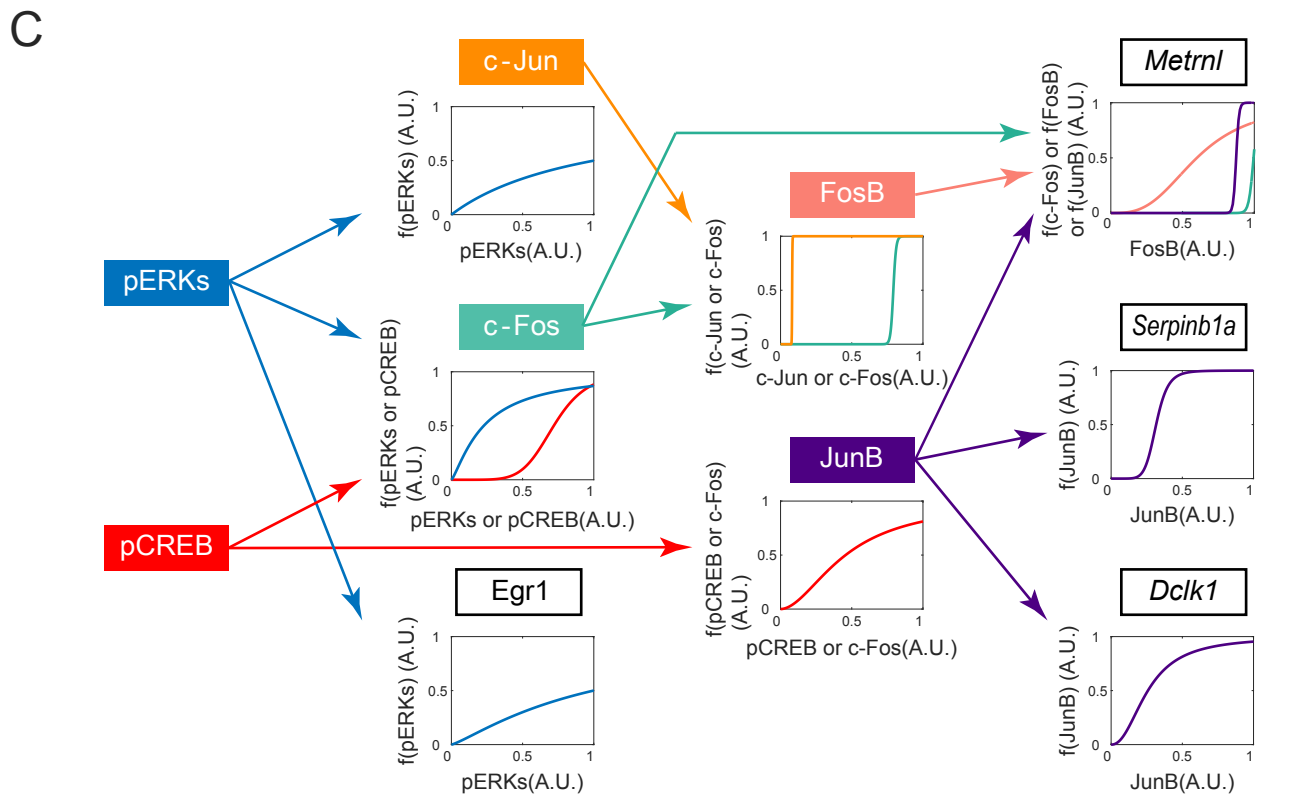 C
c-Jun
f(pERKs) (A.U.)
1
0.5
0
0
0.5
1
pERKs(A.U.)
pERKs
c-Fos
f(pERKs or pCREB)
(A.U.)
1
0.5
0
0
0.5
1
pERKs or pCREB(A.U.)
pCREB
Egr1
f(pERKs) (A.U.)
1
0.5
0
0
0.5
1
pERKs(A.U.)
FosB
f(c-Jun or c-Fos)
(A.U.)
1
0.5
0
0
0.5
1
c-Jun or c-Fos(A.U.)
JunB
f(pCREB or c-Fos)
(A.U.)
1
0.5
0
0
0.5
1
pCREB or c-Fos(A.U.)
Metrnl
f(c-Fos) or f(FosB)
or f(JunB) (A.U.)
1
0.5
0
0
0.5
1
FosB(A.U.)
Serpinb1a
f(JunB) (A.U.)
1
0.5
0
0
0.5
1
JunB(A.U.)
Dclk1
f(JunB) (A.U.)
1
0.5
0
0
0.5
1
JunB(A.U.)